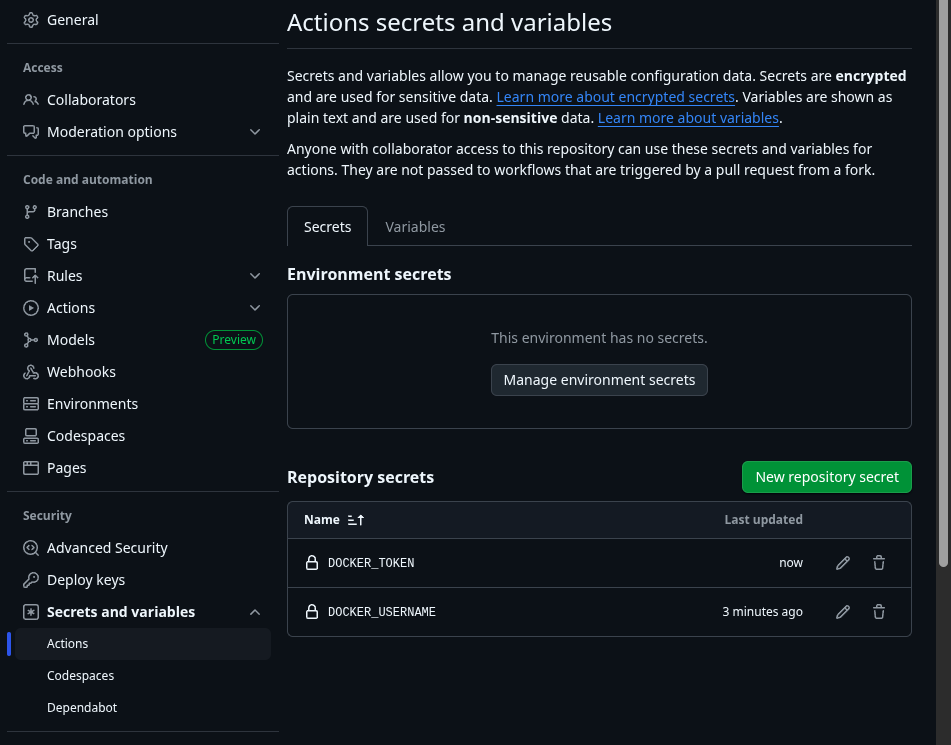 General
Access
Collaborators
Moderation options
Code and automation
Branches
Tags
Rules
Actions
Models Preview
Webhooks
Environments
Codespaces
Pages
Security
Advanced Security
Deploy keys
Secrets and variables
Actions
Codespaces
Dependabot
Actions secrets and variables
Secrets and variables allow you to manage reusable configuration data. Secrets are encrypted
and are used for sensitive data. Learn more about encrypted secrets. Variables are shown as
plain text and are used for non-sensitive data. Learn more about variables.
Anyone with collaborator access to this repository can use these secrets and variables for
actions. They are not passed to workflows that are triggered by a pull request from a fork.
Secrets Variables
Environment secrets
This environment has no secrets.
Manage environment secrets
Repository secrets New repository secret
Name Last updated
DOCKER_TOKEN now
DOCKER_USERNAME 3 minutes ago